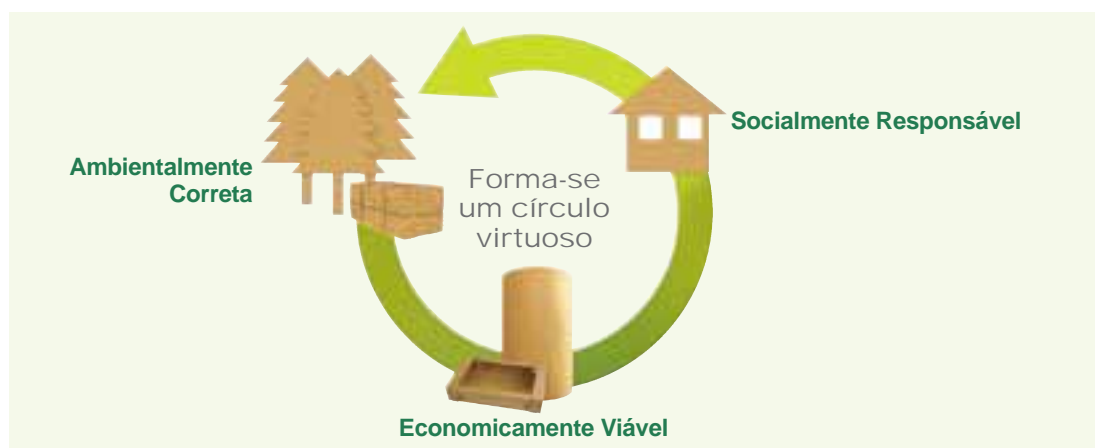 Socialmente Responsável
Ambientalmente
Correta
Forma-se
um círculo
virtuoso
Economicamente Viável